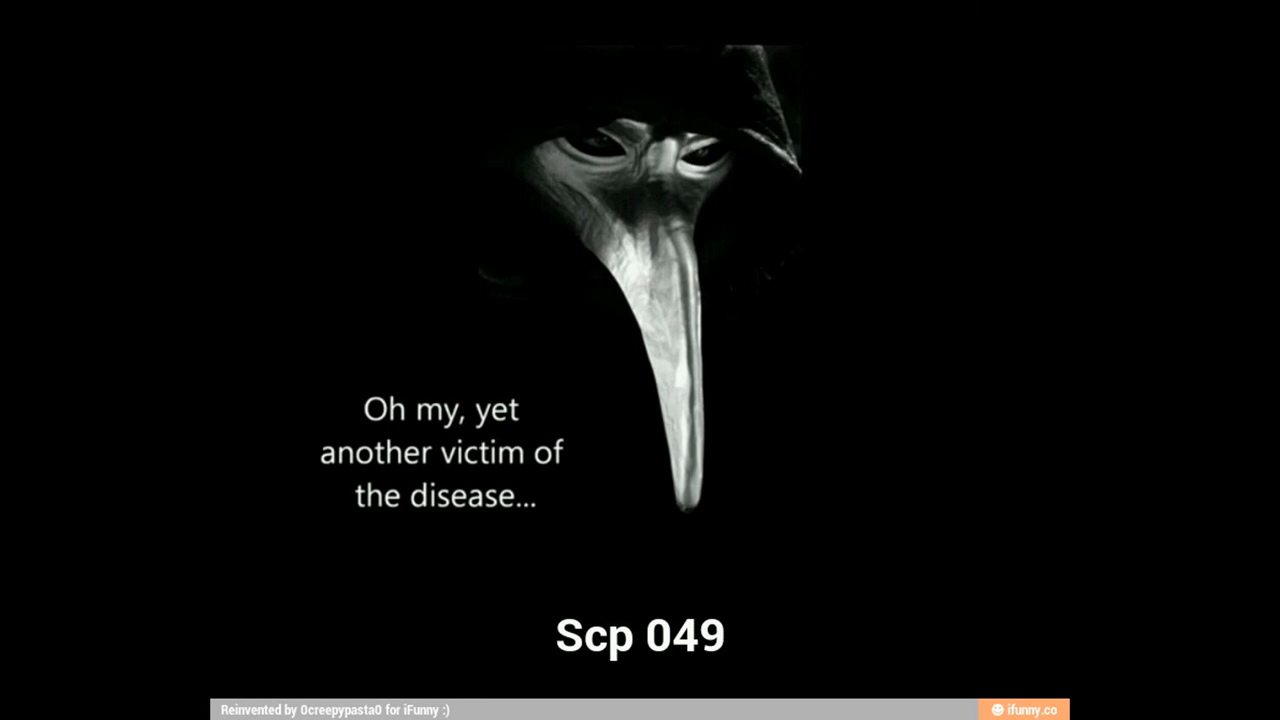 Oh my, yet
another victim of
the disease...
Scp 049
Reinvented by 0creepypasta0 for iFunny :)
ifunny.co